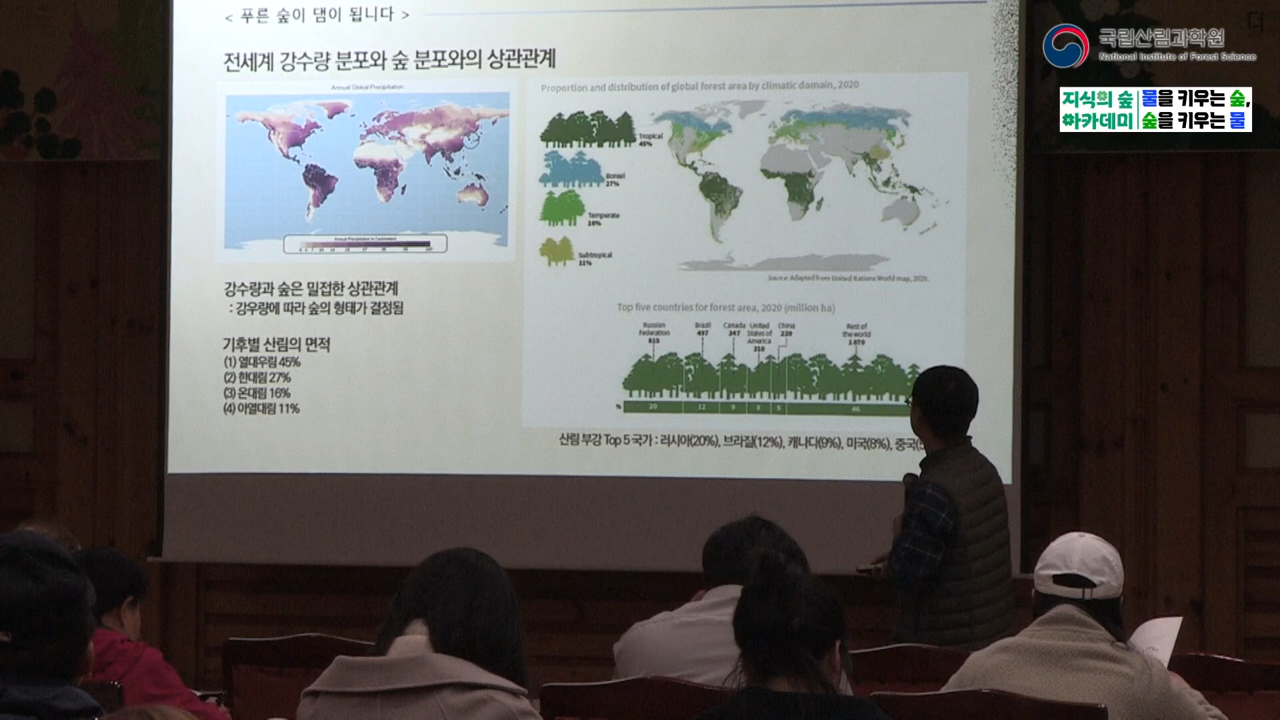 < 푸른 숲이 댐이 됩니다 >
더
국립산림과학원
National Institute of Forest Science
지식의 숲 물을 키우는 숲,
아카데미 숲을 키우는 물
전세계 강수량 분포와 숲 분포와의 상관관계
Annual Global Precipitation
Proportion and distribution of global forest area by climatic domain, 2020
Tropical
45%
Boreal
27%
Temperate
16%
Subtropical
11%
Source: Adapted from United Nations World map, 2020.
강수량과 숲은 밀접한 상관관계
: 강우량에 따라 숲의 형태가 결정됨
기후별 산림의 면적
(1) 열대우림 45%
(2) 한대림 27%
(3) 온대림 16%
(4) 아열대림 11%
Top five countries for forest area, 2020 (million ha)
Russian Federation 815
Brazil 497
Canada 347
United States of America 310
China 220
Rest of the world 1 870
% 20 12 9 8 5 46
산림 부강 Top 5 국가 : 러시아(20%), 브라질(12%), 캐나다(9%), 미국(8%), 중국(5